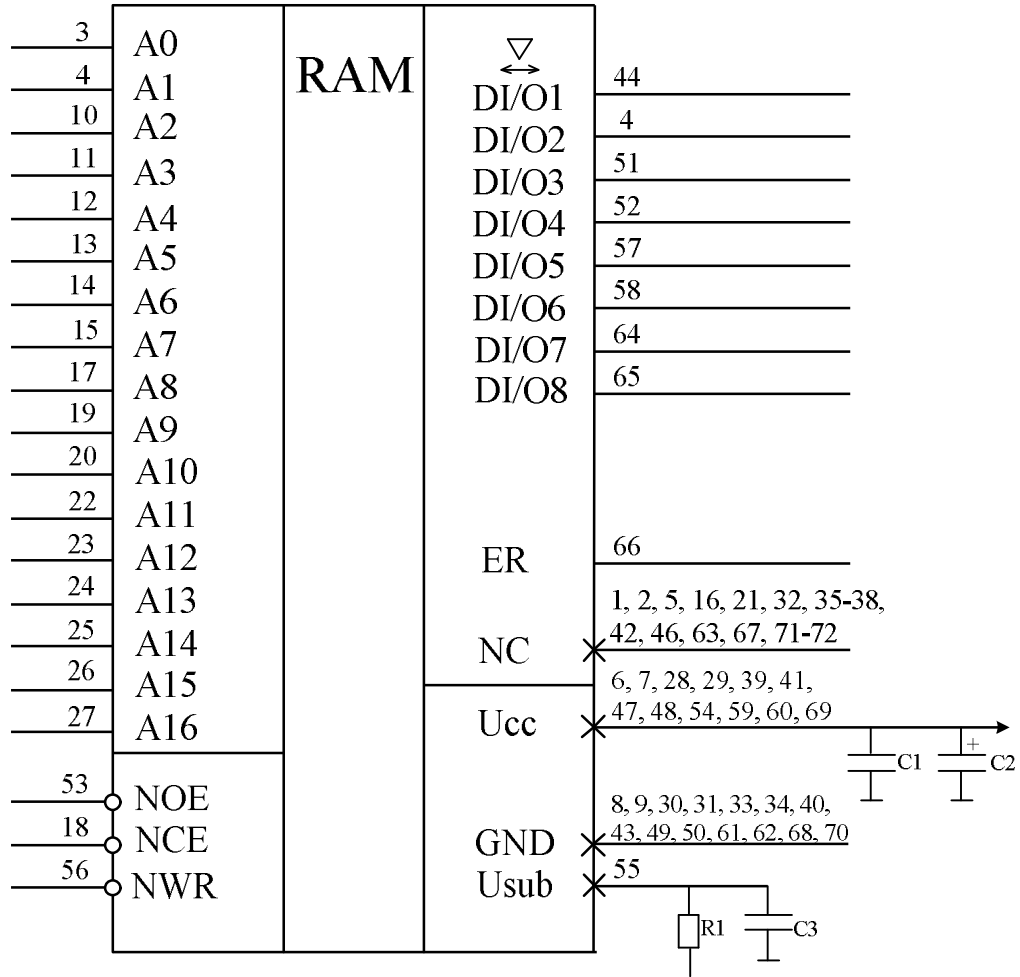 3 A0
4 A1
10 A2
11 A3
12 A4
13 A5
14 A6
15 A7
17 A8
19 A9
20 A10
22 A11
23 A12
24 A13
25 A14
26 A15
27 A16
53 NOE
18 NCE
56 NWR
RAM
DI/O1 44
DI/O2 4
DI/O3 51
DI/O4 52
DI/O5 57
DI/O6 58
DI/O7 64
DI/O8 65
ER 66
1, 2, 5, 16, 21, 32, 35-38,
NC 42, 46, 63, 67, 71-72
6, 7, 28, 29, 39, 41,
Ucc 47, 48, 54, 59, 60, 69
C1 + C2
8, 9, 30, 31, 33, 34, 40,
GND 43, 49, 50, 61, 62, 68, 70
Usub 55
R1 C3